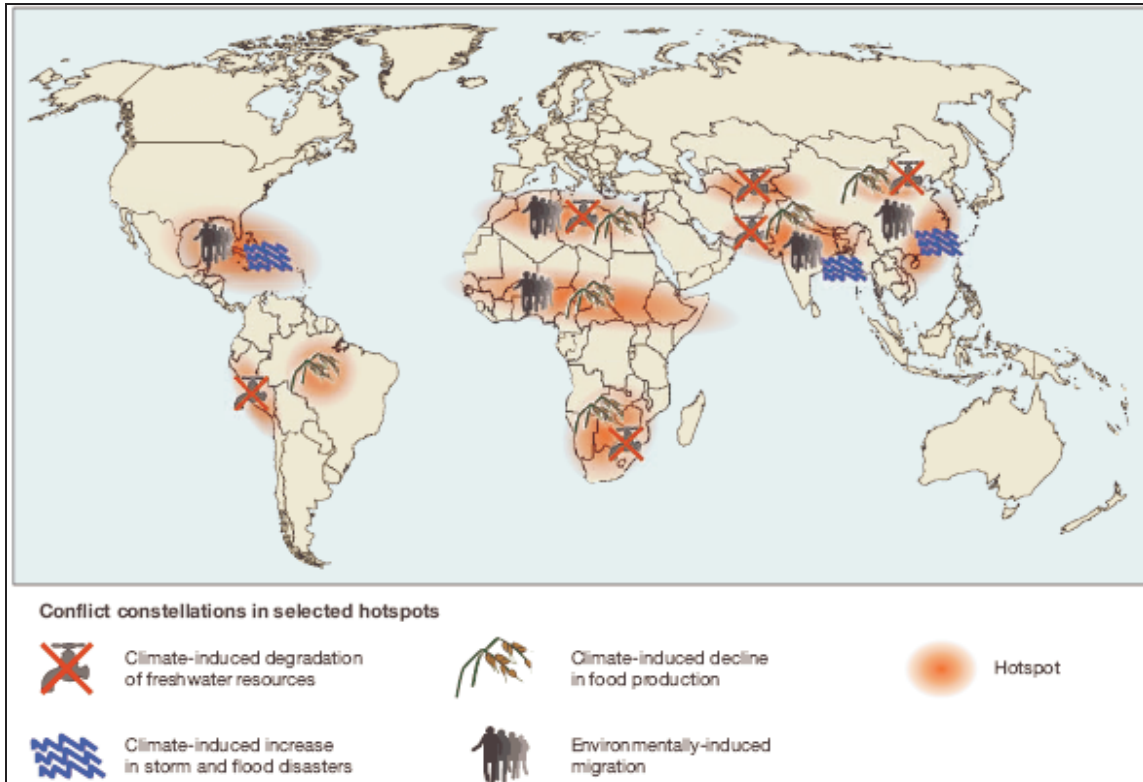 Conflict constellations in selected hotspots
Climate-induced degradation
of freshwater resources
Climate-induced decline
in food production
Hotspot
Climate-induced increase
in storm and flood disasters
Environmentally-induced
migration